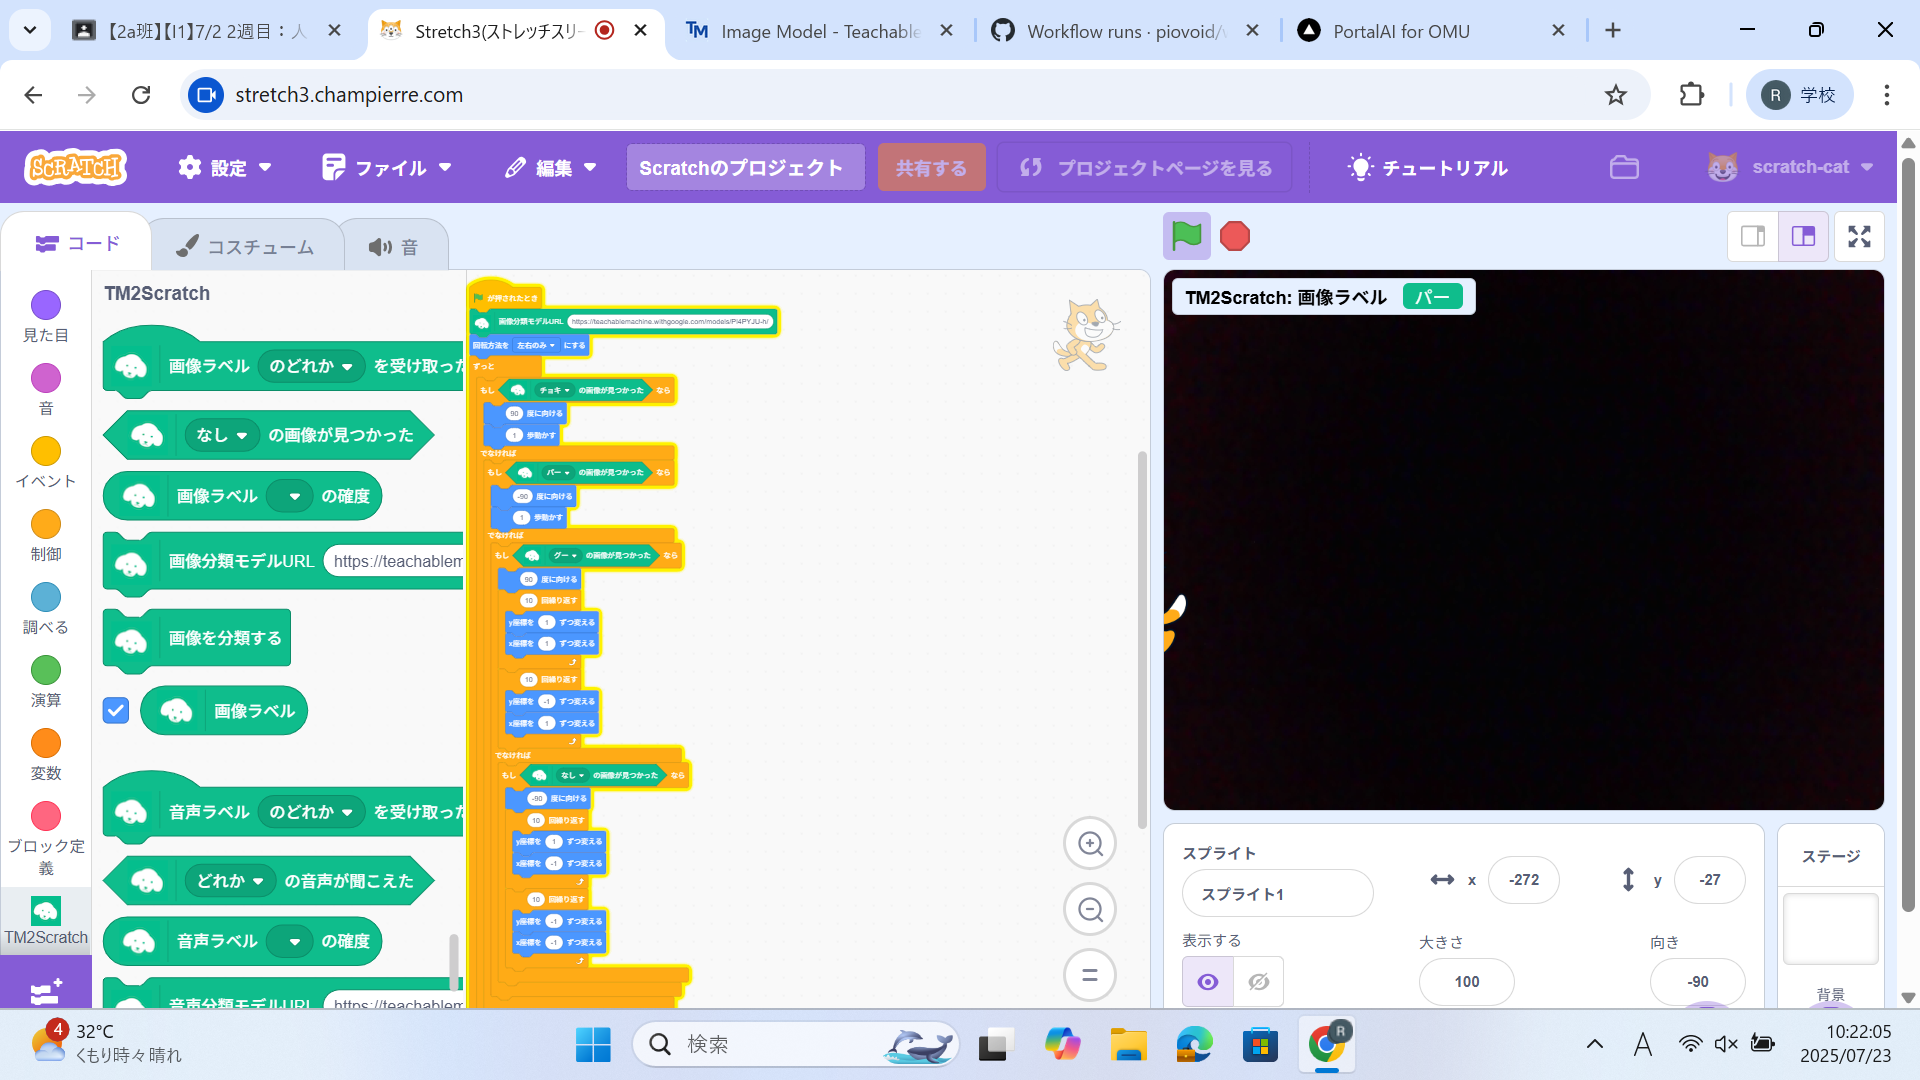 【2a班】【I1】7/2 2週目：人
Stretch3(ストレッチスリー
Image Model - Teachable
Workflow runs · piovoid/v
PortalAI for OMU
stretch3.champierre.com
R 学校
SCRATCH
設定
ファイル
編集
Scratchのプロジェクト
共有する
プロジェクトページを見る
チュートリアル
scratch-cat
コード
コスチューム
音
見た目
音
イベント
制御
調べる
演算
変数
ブロック定
義
TM2Scratch
TM2Scratch
画像ラベル のどれか を受け取った
なし の画像が見つかった
画像ラベル の確度
画像分類モデルURL https://teachablem
画像を分類する
画像ラベル
音声ラベル のどれか を受け取った
どれか の音声が聞こえた
音声ラベル の確度
音声分類モデルURL https://teachablem
が押されたとき
画像分類モデルURL https://teachablemachine.withgoogle.com/models/PI4PYJU-h/
回転方法を 左右のみ にする
ずっと
もし チョキ の画像が見つかった なら
90 度に向ける
1 歩動かす
でなければ
もし パー の画像が見つかった なら
-90 度に向ける
1 歩動かす
でなければ
もし グー の画像が見つかった なら
90 度に向ける
10 回繰り返す
y座標を 1 ずつ変える
x座標を 1 ずつ変える
10 回繰り返す
y座標を -1 ずつ変える
x座標を 1 ずつ変える
でなければ
もし なし の画像が見つかった なら
-90 度に向ける
10 回繰り返す
y座標を 1 ずつ変える
x座標を -1 ずつ変える
10 回繰り返す
y座標を -1 ずつ変える
x座標を -1 ずつ変える
TM2Scratch: 画像ラベル パー
スプライト
スプライト1
x -272
y -27
表示する
大きさ
100
向き
-90
ステージ
背景
4
32°C
くもり時々晴れ
検索
R
A
10:22:05
2025/07/23